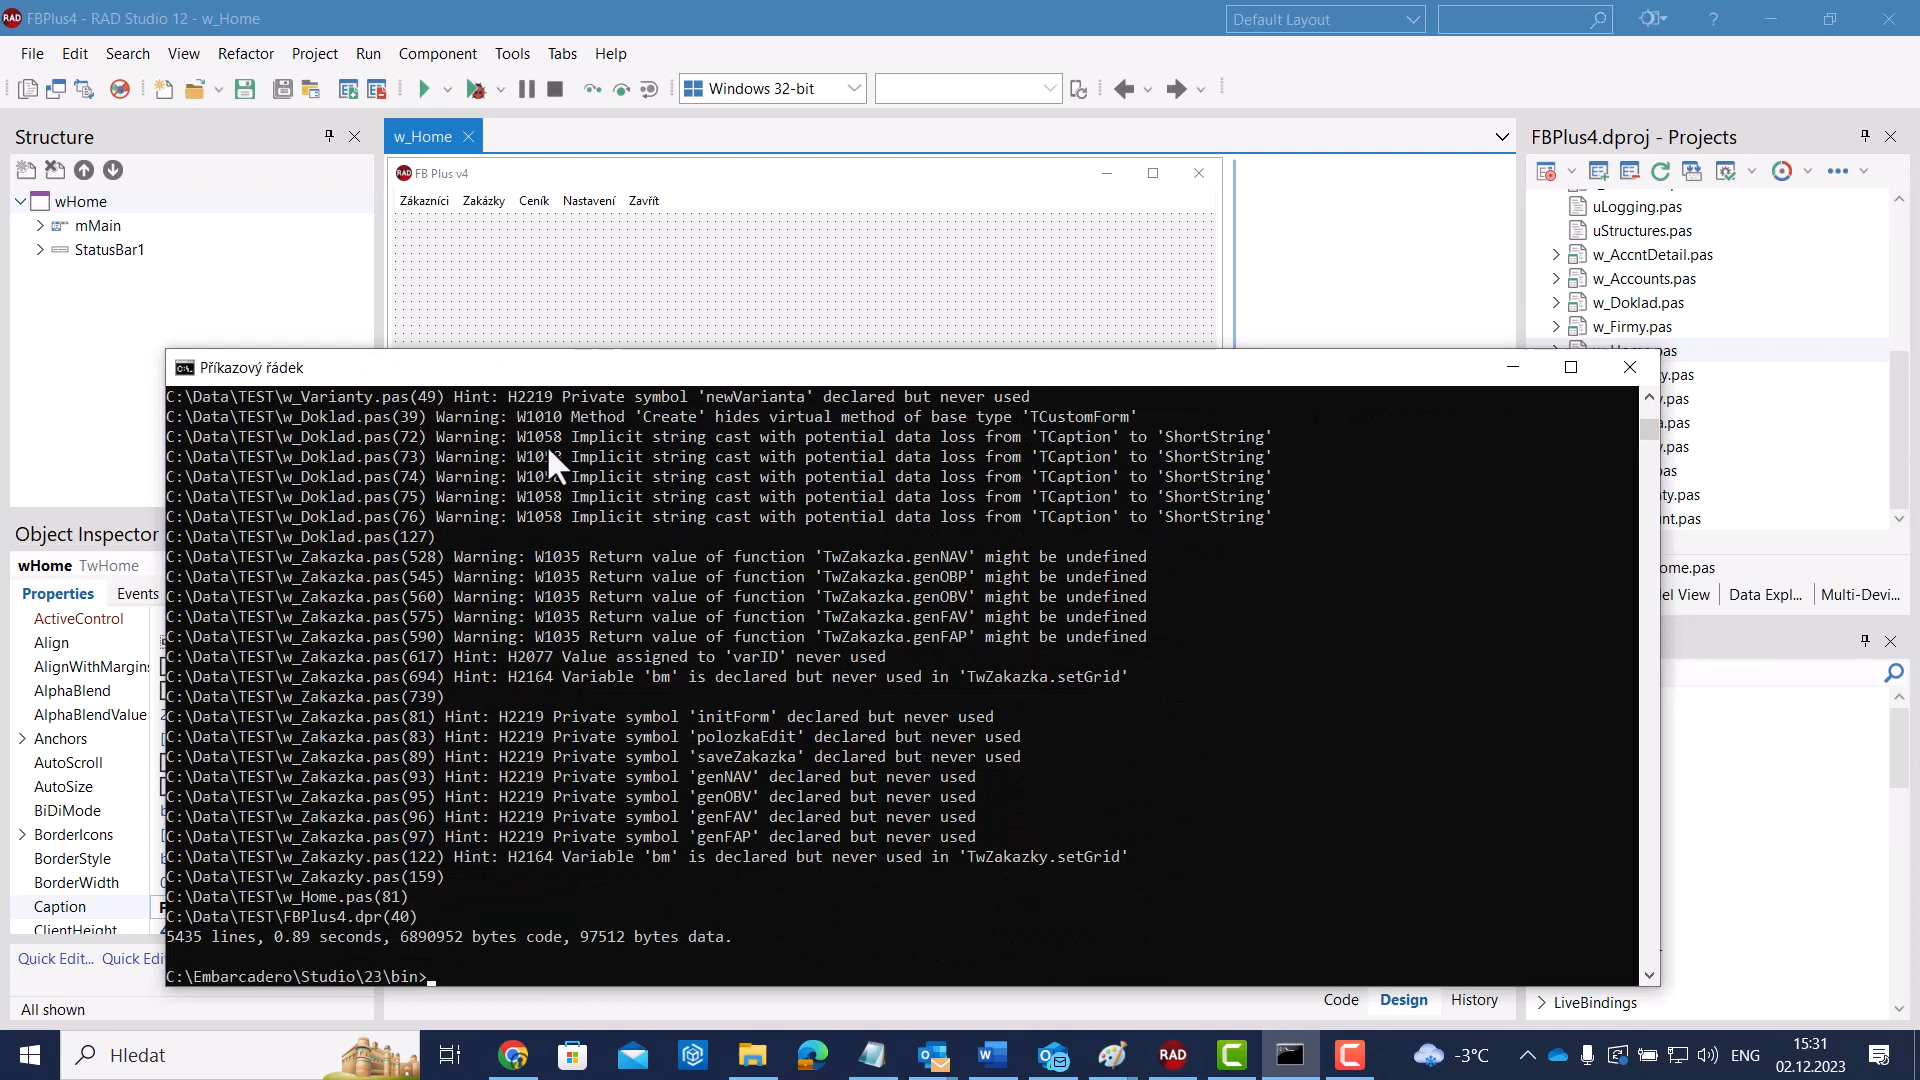 FBPlus4 - RAD Studio 12 - w_Home
Default Layout
File Edit Search View Refactor Project Run Component Tools Tabs Help
Windows 32-bit
Structure
wHome
mMain
StatusBar1
w_Home
FB Plus v4
Zákazníci Zakázky Ceník Nastavení Zavřít
FBPlus4.dproj - Projects
uLogging.pas
uStructures.pas
w_AccntDetail.pas
w_Accounts.pas
w_Doklad.pas
w_Firmy.pas
Příkazový řádek
C:\Data\TEST\w_Varianty.pas(49) Hint: H2219 Private symbol 'newVarianta' declared but never used
C:\Data\TEST\w_Doklad.pas(39) Warning: W1010 Method 'Create' hides virtual method of base type 'TCustomForm'
C:\Data\TEST\w_Doklad.pas(72) Warning: W1058 Implicit string cast with potential data loss from 'TCaption' to 'ShortString'
C:\Data\TEST\w_Doklad.pas(73) Warning: W1058 Implicit string cast with potential data loss from 'TCaption' to 'ShortString'
C:\Data\TEST\w_Doklad.pas(74) Warning: W1058 Implicit string cast with potential data loss from 'TCaption' to 'ShortString'
C:\Data\TEST\w_Doklad.pas(75) Warning: W1058 Implicit string cast with potential data loss from 'TCaption' to 'ShortString'
C:\Data\TEST\w_Doklad.pas(76) Warning: W1058 Implicit string cast with potential data loss from 'TCaption' to 'ShortString'
C:\Data\TEST\w_Doklad.pas(127)
C:\Data\TEST\w_Zakazka.pas(528) Warning: W1035 Return value of function 'TwZakazka.genNAV' might be undefined
C:\Data\TEST\w_Zakazka.pas(545) Warning: W1035 Return value of function 'TwZakazka.genOBP' might be undefined
C:\Data\TEST\w_Zakazka.pas(560) Warning: W1035 Return value of function 'TwZakazka.genOBV' might be undefined
C:\Data\TEST\w_Zakazka.pas(575) Warning: W1035 Return value of function 'TwZakazka.genFAV' might be undefined
C:\Data\TEST\w_Zakazka.pas(590) Warning: W1035 Return value of function 'TwZakazka.genFAP' might be undefined
C:\Data\TEST\w_Zakazka.pas(617) Hint: H2077 Value assigned to 'varID' never used
C:\Data\TEST\w_Zakazka.pas(694) Hint: H2164 Variable 'bm' is declared but never used in 'TwZakazka.setGrid'
C:\Data\TEST\w_Zakazka.pas(739)
C:\Data\TEST\w_Zakazka.pas(81) Hint: H2219 Private symbol 'initForm' declared but never used
C:\Data\TEST\w_Zakazka.pas(83) Hint: H2219 Private symbol 'polozkaEdit' declared but never used
C:\Data\TEST\w_Zakazka.pas(89) Hint: H2219 Private symbol 'saveZakazka' declared but never used
C:\Data\TEST\w_Zakazka.pas(93) Hint: H2219 Private symbol 'genNAV' declared but never used
C:\Data\TEST\w_Zakazka.pas(95) Hint: H2219 Private symbol 'genOBV' declared but never used
C:\Data\TEST\w_Zakazka.pas(96) Hint: H2219 Private symbol 'genFAV' declared but never used
C:\Data\TEST\w_Zakazka.pas(97) Hint: H2219 Private symbol 'genFAP' declared but never used
C:\Data\TEST\w_Zakazky.pas(122) Hint: H2164 Variable 'bm' is declared but never used in 'TwZakazky.setGrid'
C:\Data\TEST\w_Zakazky.pas(159)
C:\Data\TEST\w_Home.pas(81)
C:\Data\TEST\FBPlus4.dpr(40)
5435 lines, 0.89 seconds, 6890952 bytes code, 97512 bytes data.
C:\Embarcadero\Studio\23\bin>
Object Inspector
wHome TwHome
Properties Events
ActiveControl
Align
AlignWithMargins
AlphaBlend
AlphaBlendValue
Anchors
AutoScroll
AutoSize
BiDiMode
BorderIcons
BorderStyle
BorderWidth
Caption
ClientHeight
Quick Edit... Quick Edi
All shown
Data Expl... Multi-Devi...
Code Design History
LiveBindings
Hledat
-3°C
ENG
15:31
02.12.2023